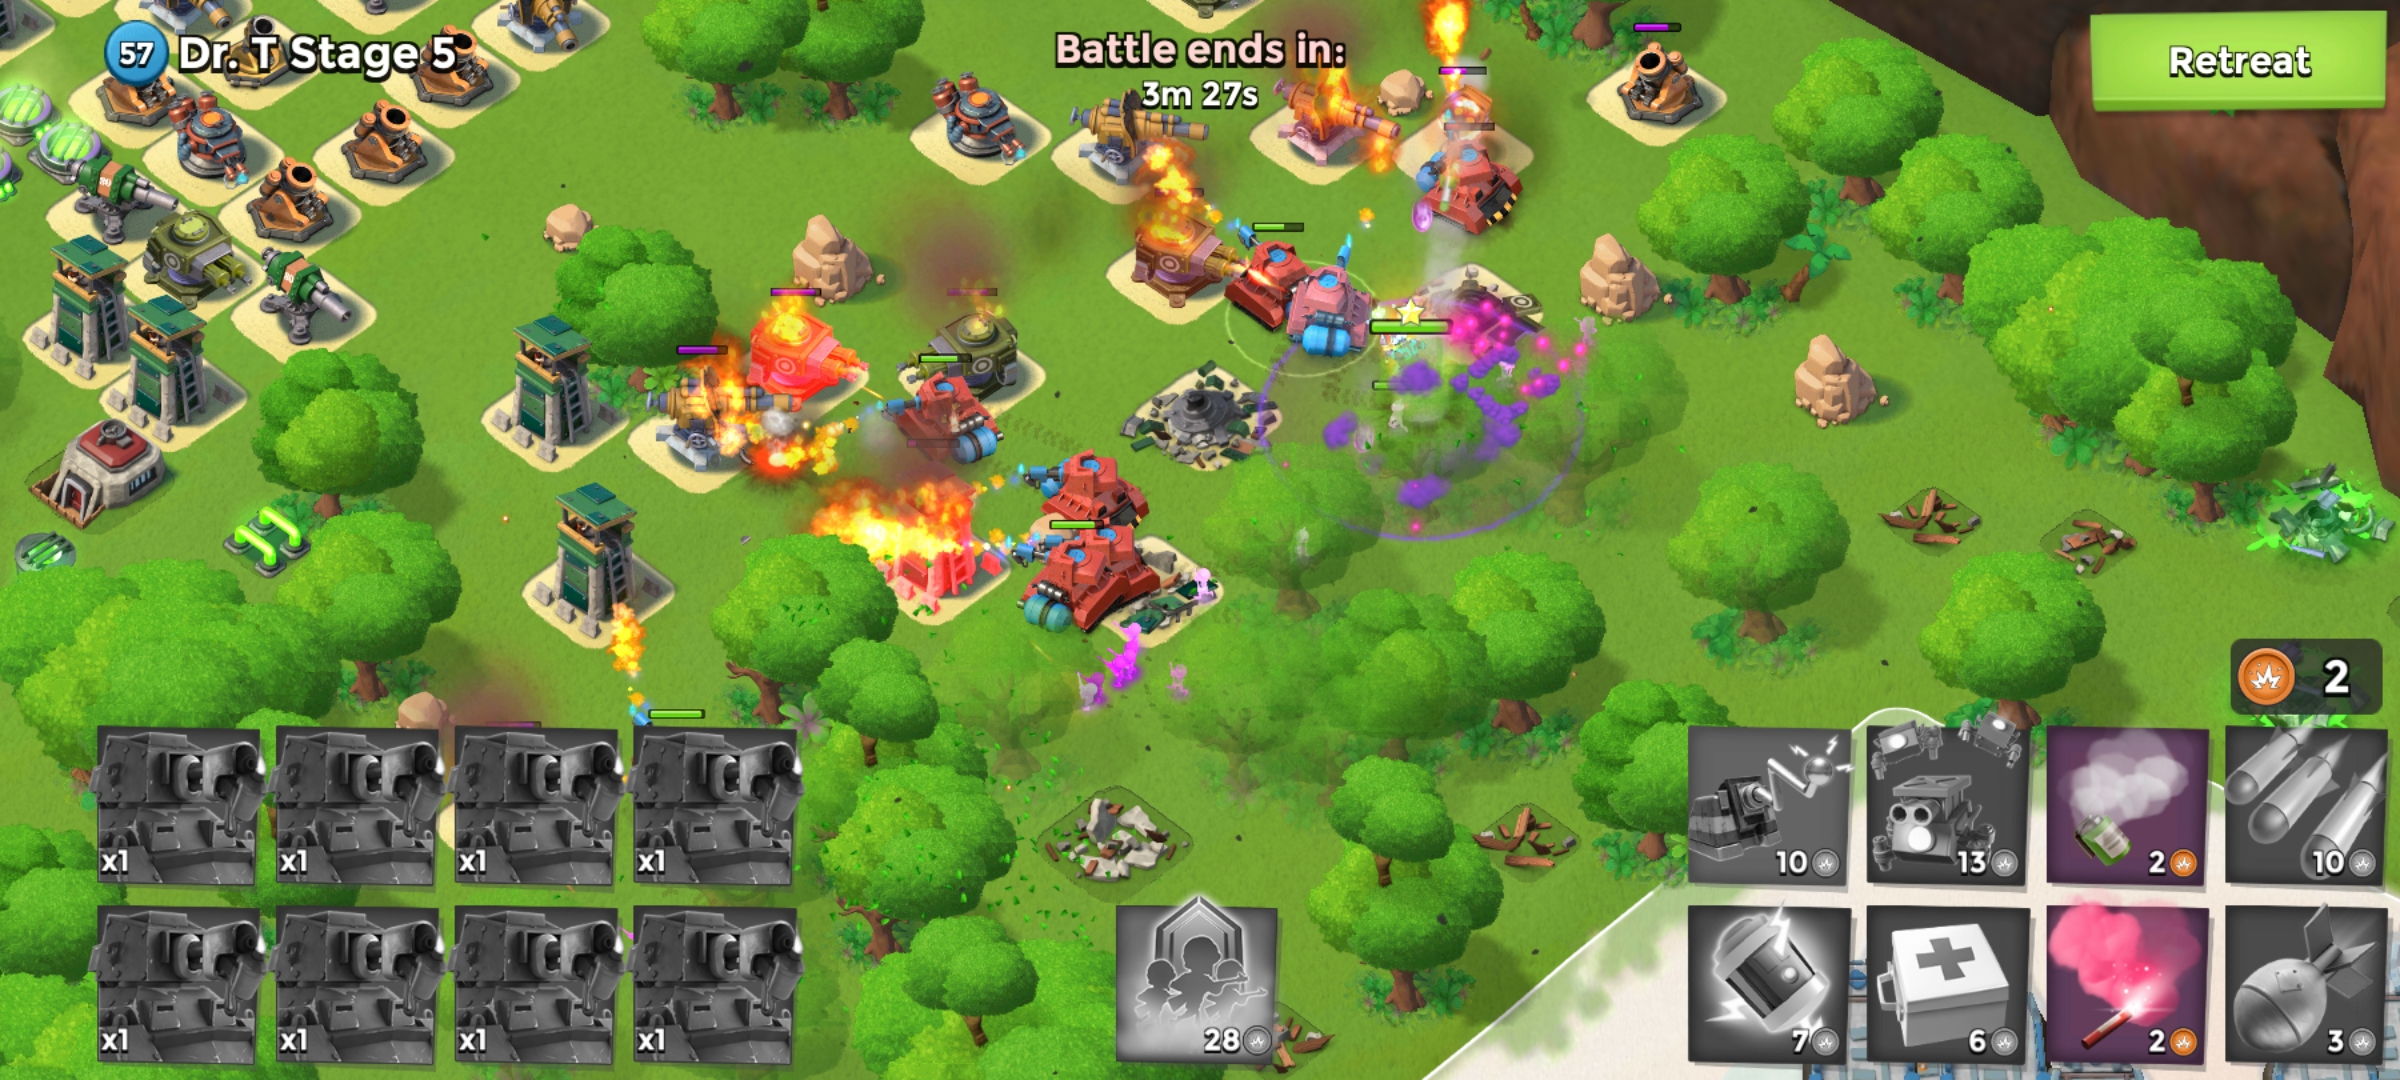 57 Dr. T Stage 5
Battle ends in:
3m 27s
Retreat
2
x1 x1 x1 x1
10 13 2 10
x1 x1 x1 x1
28
7 6 2 3